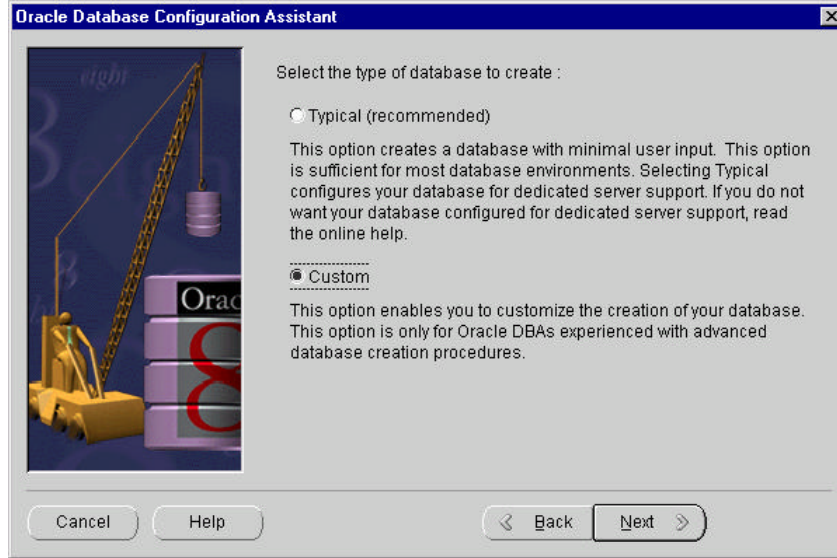 Oracle Database Configuration Assistant
eight
8
eight
Select the type of database to create :
Typical (recommended)
This option creates a database with minimal user input. This option
is sufficient for most database environments. Selecting Typical
configures your database for dedicated server support. If you do not
want your database configured for dedicated server support, read
the online help.
Custom
This option enables you to customize the creation of your database.
This option is only for Oracle DBAs experienced with advanced
database creation procedures.
8
Orac
8
Cancel
Help
Back
Next